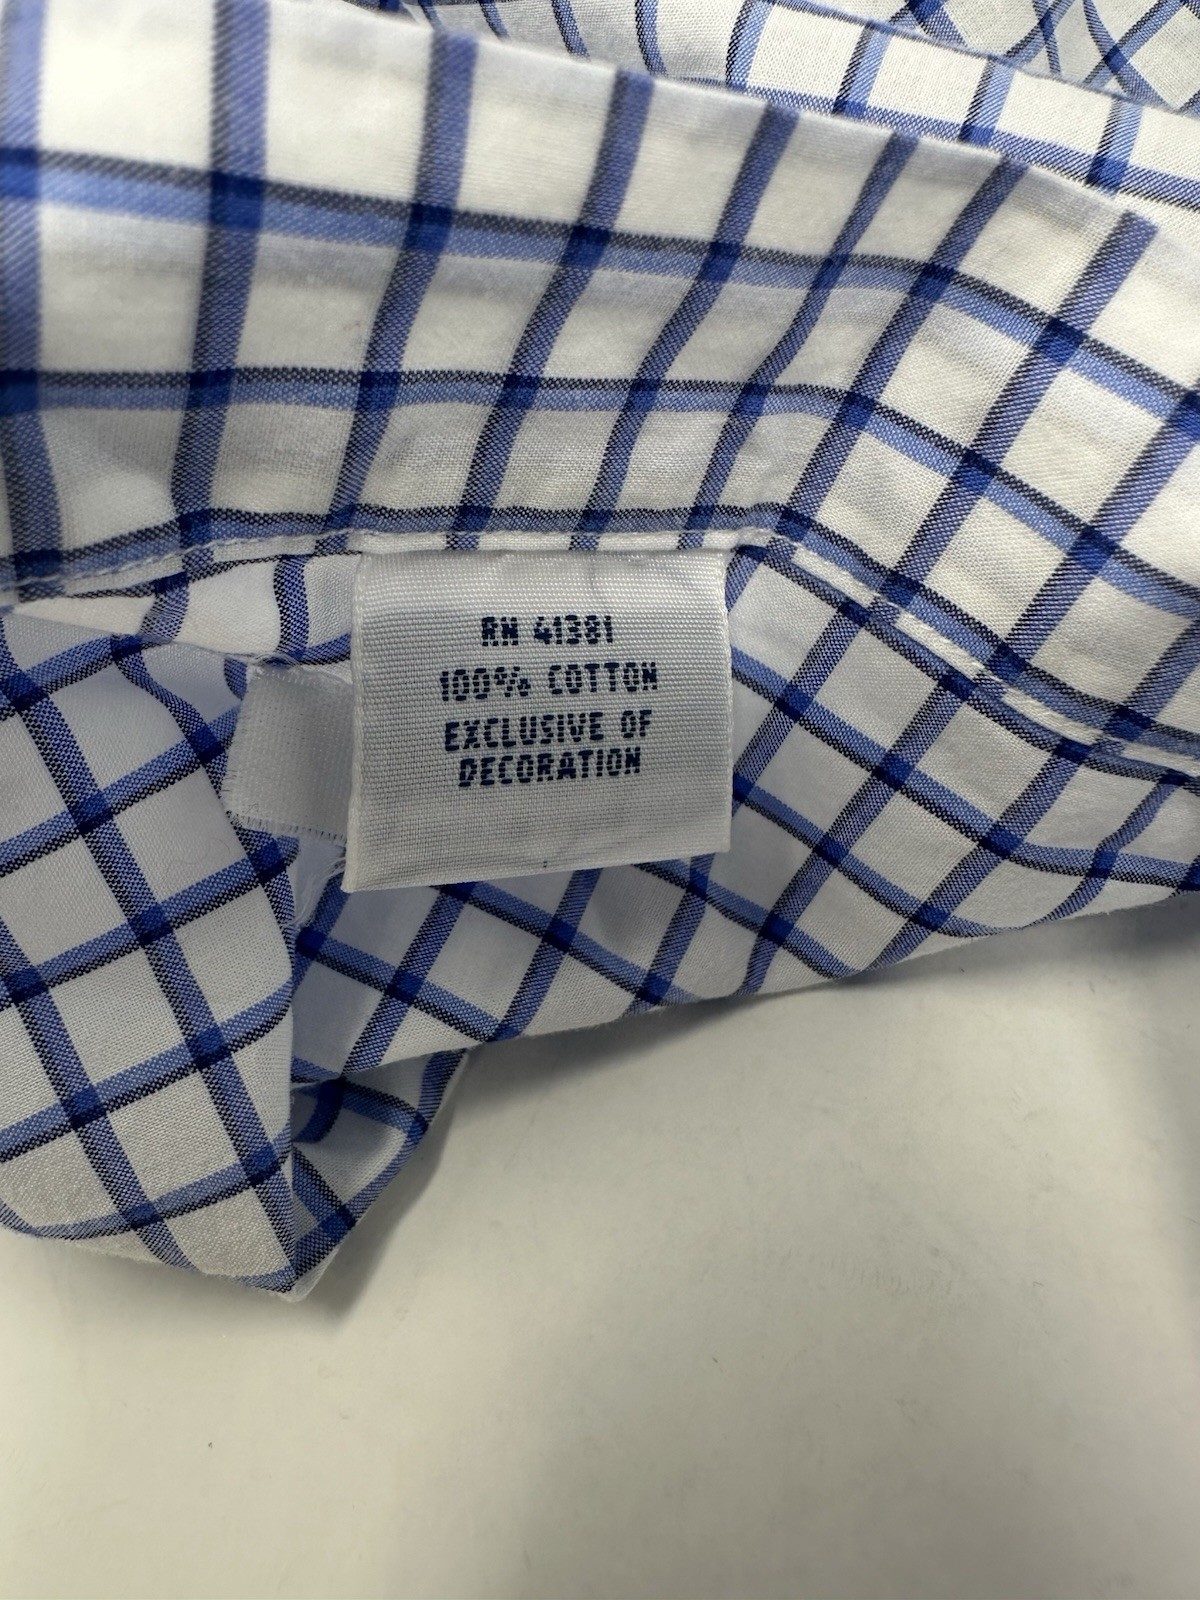 RN 41381
100% COTTON
EXCLUSIVE OF
DECORATION